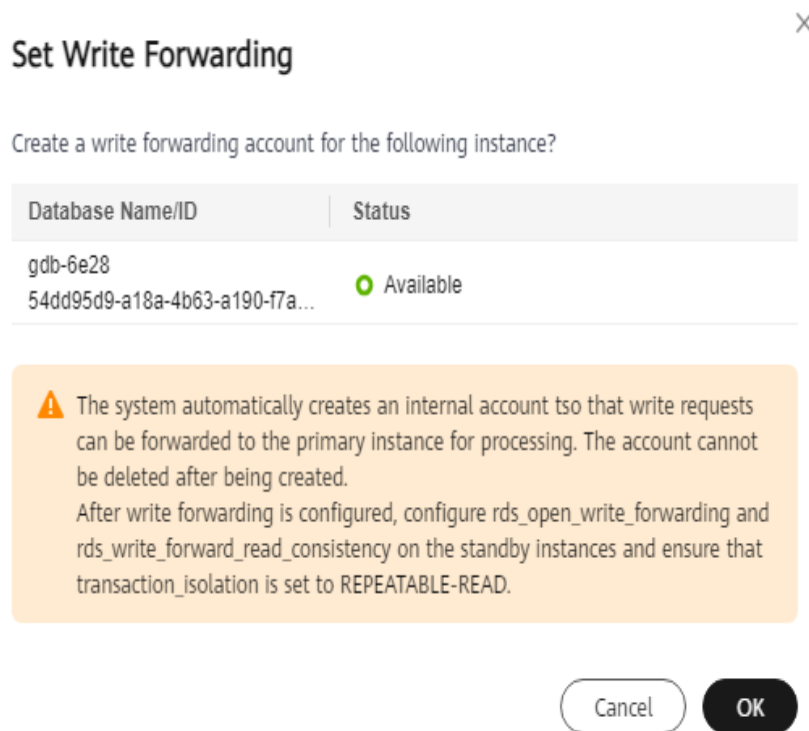 Set Write Forwarding
Create a write forwarding account for the following instance?
Database Name/ID
Status
gdb-6e28
54dd95d9-a18a-4b63-a190-f7a...
Available
The system automatically creates an internal account tso that write requests
can be forwarded to the primary instance for processing. The account cannot
be deleted after being created.
After write forwarding is configured, configure rds_open_write_forwarding and
rds_write_forward_read_consistency on the standby instances and ensure that
transaction_isolation is set to REPEATABLE-READ.
Cancel
OK